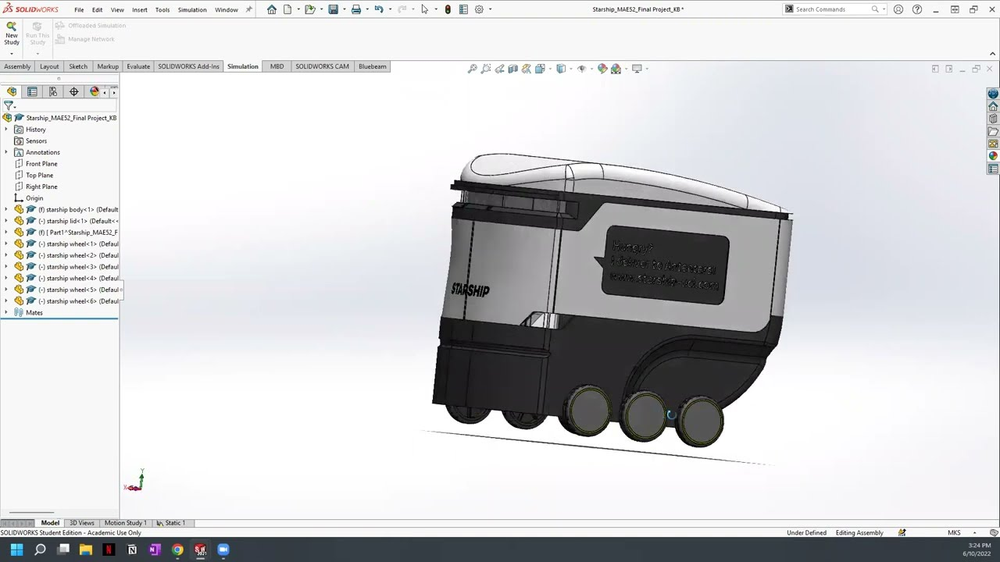 SOLIDWORKS
File
Edit
View
Insert
Tools
Simulation
Window
Starship_MAE52_Final Project_KB *
Search Commands
New
Study
Run This
Study
Offloaded Simulation
Manage Network
Assembly
Layout
Sketch
Markup
Evaluate
SOLIDWORKS Add-Ins
Simulation
MBD
SOLIDWORKS CAM
Bluebeam
Starship_MAE52_Final Project_KB
History
Sensors
Annotations
Front Plane
Top Plane
Right Plane
Origin
(f) starship body<1> (Default
(-) starship lid<1> (Default<<
(f) [ Part1^Starship_MAE52_F
(-) starship wheel<1> (Defaul
(-) starship wheel<2> (Defaul
(-) starship wheel<3> (Defaul
(-) starship wheel<4> (Defaul
(-) starship wheel<5> (Defaul
(-) starship wheel<6> (Defaul
Mates
Hungry?
I deliver to Anteaters!
www.starship-uci.com
STARSHIP
Y
X
Model
3D Views
Motion Study 1
Static 1
SOLIDWORKS Student Edition - Academic Use Only
Under Defined
Editing Assembly
MKS
3:24 PM
6/10/2022